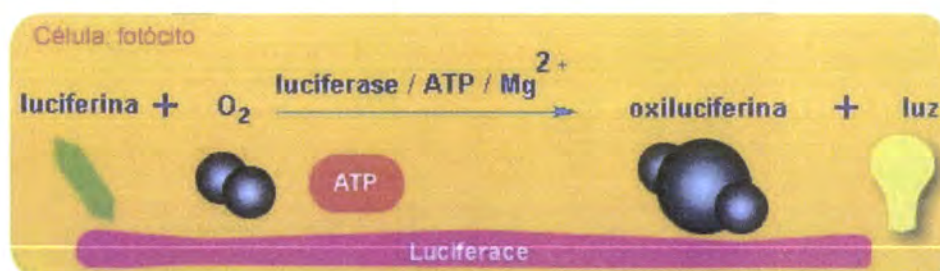 Célula: fotócito
luciferina + O₂ luciferase / ATP / Mg²⁺ oxiluciferina + luz
ATP
Luciferace